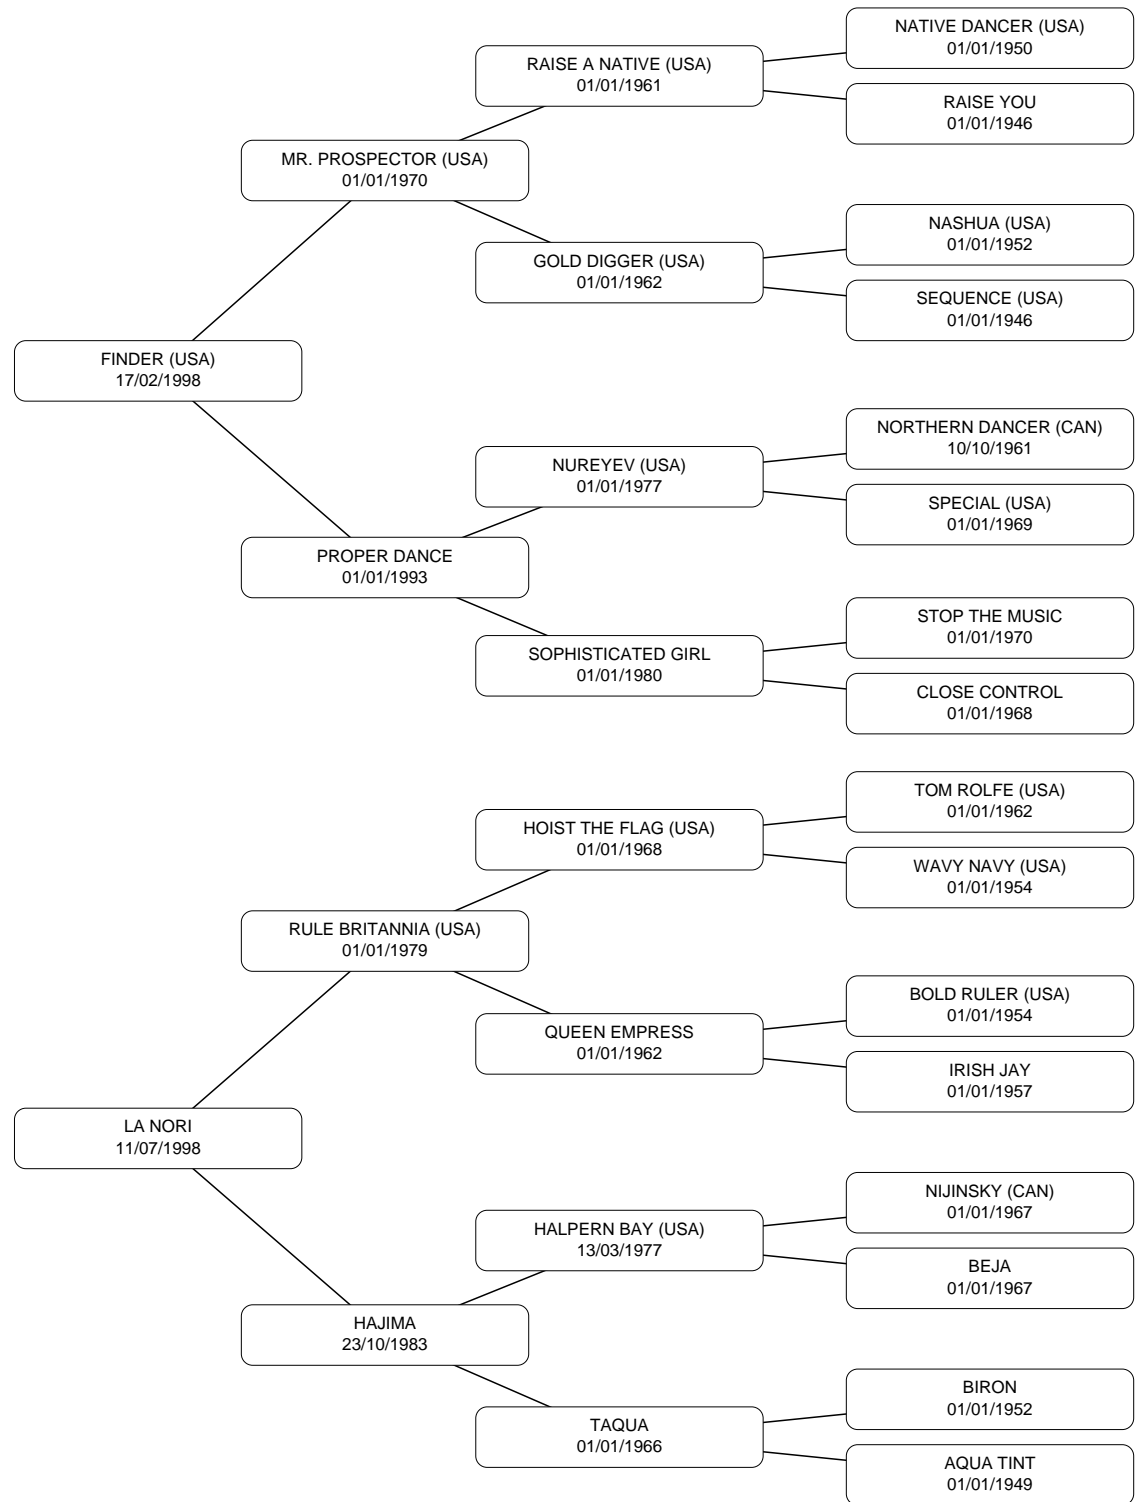 NATIVE DANCER (USA)
01/01/1950
RAISE A NATIVE (USA)
01/01/1961
RAISE YOU
01/01/1946
MR. PROSPECTOR (USA)
01/01/1970
NASHUA (USA)
01/01/1952
GOLD DIGGER (USA)
01/01/1962
SEQUENCE (USA)
01/01/1946
FINDER (USA)
17/02/1998
NORTHERN DANCER (CAN)
10/10/1961
NUREYEV (USA)
01/01/1977
SPECIAL (USA)
01/01/1969
PROPER DANCE
01/01/1993
STOP THE MUSIC
01/01/1970
SOPHISTICATED GIRL
01/01/1980
CLOSE CONTROL
01/01/1968
TOM ROLFE (USA)
01/01/1962
HOIST THE FLAG (USA)
01/01/1968
WAVY NAVY (USA)
01/01/1954
RULE BRITANNIA (USA)
01/01/1979
BOLD RULER (USA)
01/01/1954
QUEEN EMPRESS
01/01/1962
IRISH JAY
01/01/1957
LA NORI
11/07/1998
NIJINSKY (CAN)
01/01/1967
HALPERN BAY (USA)
13/03/1977
BEJA
01/01/1967
HAJIMA
23/10/1983
BIRON
01/01/1952
TAQUA
01/01/1966
AQUA TINT
01/01/1949